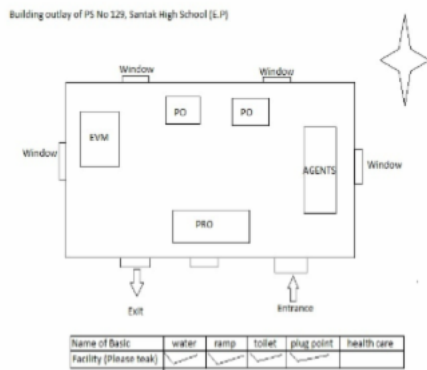 Building outlay of PS No 129, Santak High School (E.P)
Window
Window
PO
PO
EVM
Window
AGENTS
Window
PRO
Exit
Entrance
Name of Basic water ramp toilet plug point health care
Facility (Please teak)